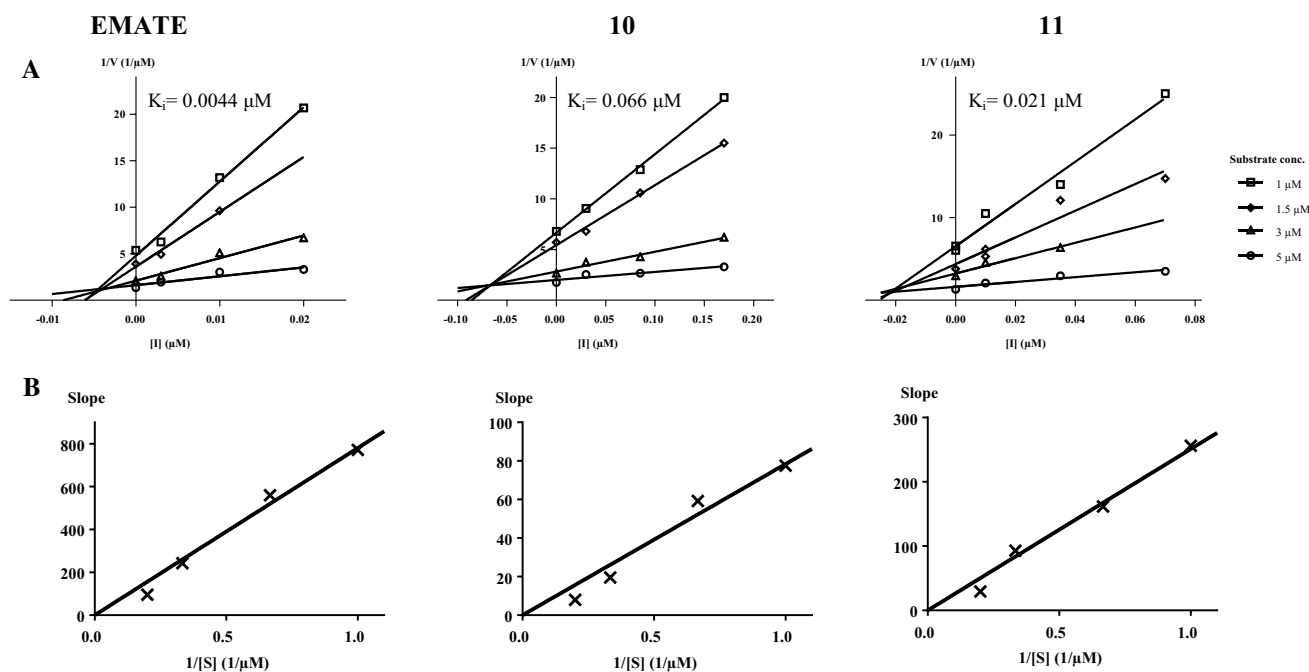 EMATE 10 11
A
1/V (1/µM) 1/V (1/µM) 1/V (1/µM)
Kᵢ= 0.0044 µM Kᵢ= 0.066 µM Kᵢ= 0.021 µM
20 15 10 5
20 15 10 5
20 10
Substrate conc.
1 µM
1.5 µM
3 µM
5 µM
-0.01 0.00 0.01 0.02 -0.10 -0.05 0.00 0.05 0.10 0.15 0.20 -0.02 0.00 0.02 0.04 0.06 0.08
[I] (µM) [I] (µM) [I] (µM)
B
Slope Slope Slope
800 600 400 200 0
100 80 60 40 20 0
300 200 100 0
0.0 0.5 1.0 0.0 0.5 1.0 0.0 0.5 1.0
1/[S] (1/µM) 1/[S] (1/µM) 1/[S] (1/µM)